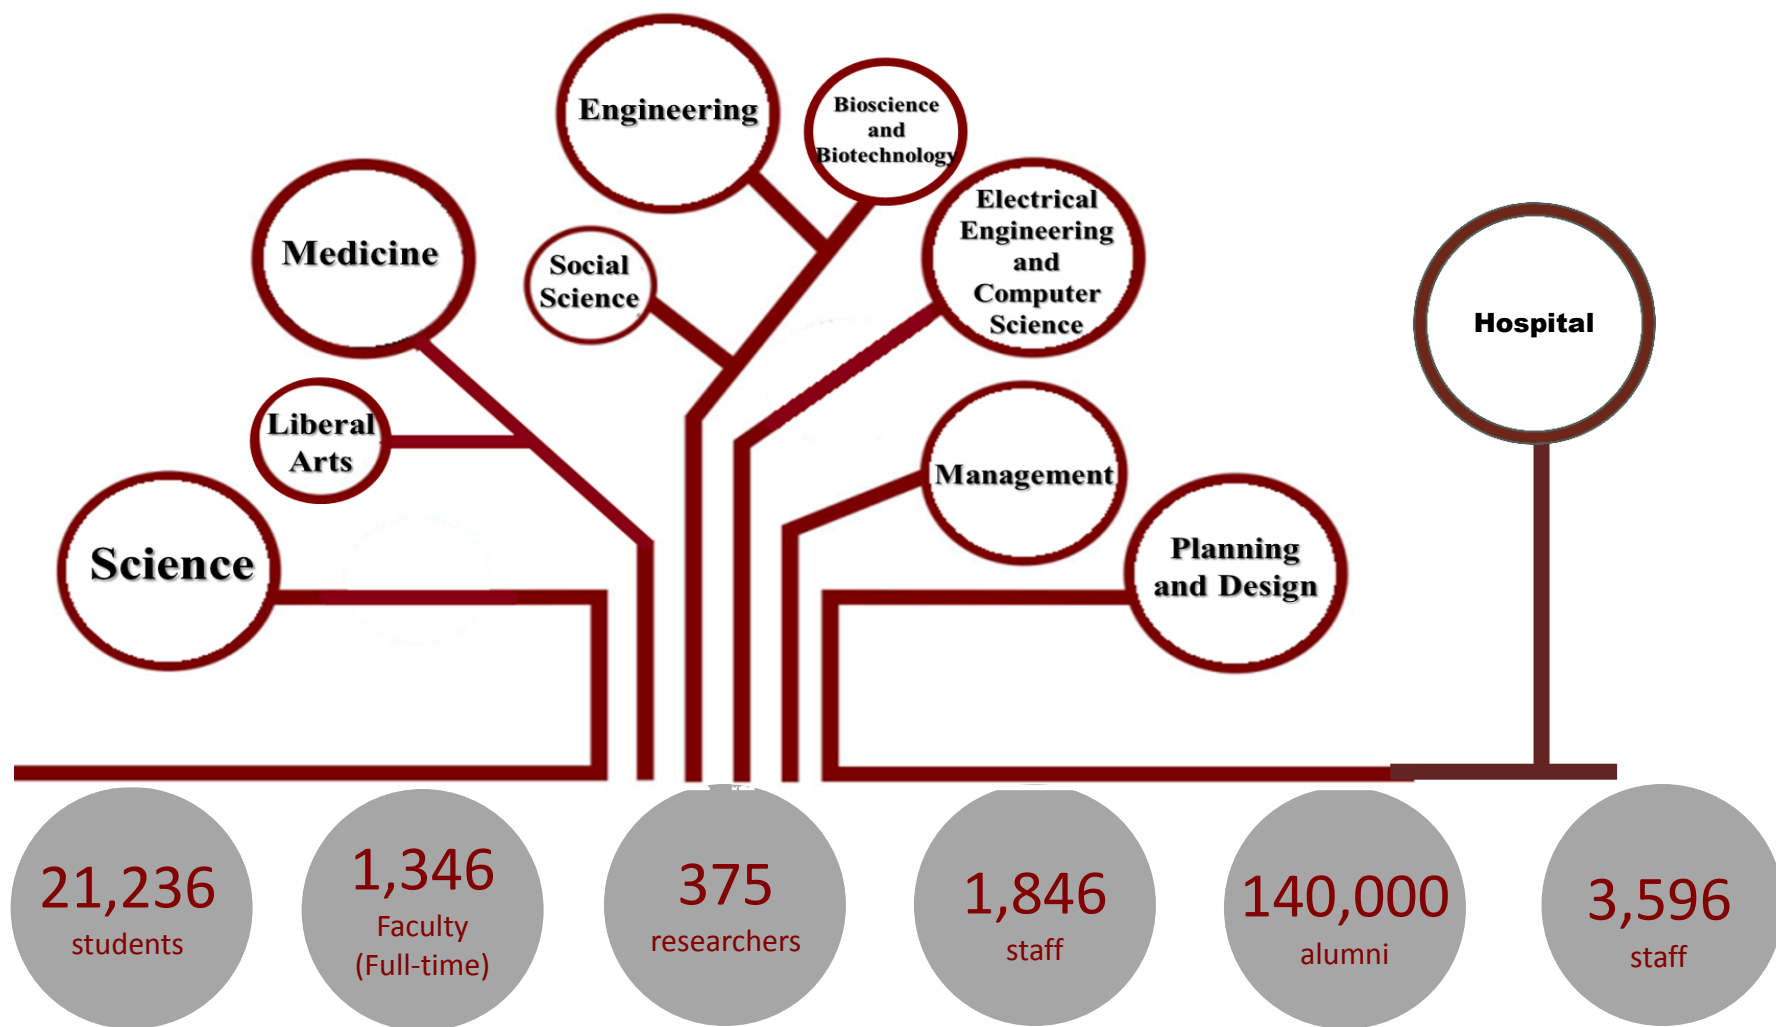 Engineering
Bioscience
and
Biotechnology
Medicine
Social
Science
Electrical
Engineering
and
Computer
Science
Hospital
Liberal
Arts
Management
Science
Planning
and Design
21,236
students
1,346
Faculty
(Full-time)
375
researchers
1,846
staff
140,000
alumni
3,596
staff